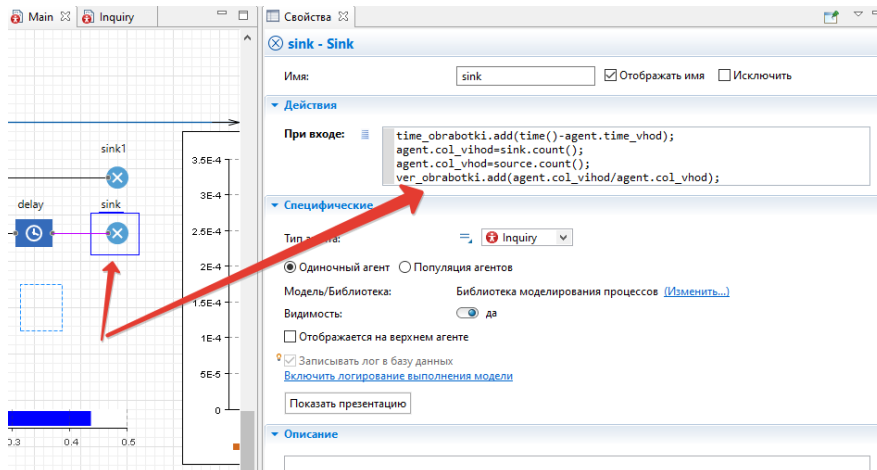 Main
Inquiry
sink1
delay
sink
3.5E-4
3E-4
2.5E-4
2E-4
1.5E-4
1E-4
5E-5
0
0.3 0.4 0.5
Свойства
sink - Sink
Имя: sink Отображать имя Исключить
Действия
При входе: time_obrabotki.add(time()-agent.time_vhod);
agent.col_vihod=sink.count();
agent.col_vhod=source.count();
ver_obrabotki.add(agent.col_vihod/agent.col_vhod);
Специфические
Тип агента: Inquiry
Одиночный агент Популяция агентов
Модель/Библиотека: Библиотека моделирования процессов (Изменить...)
Видимость: да
Отображается на верхнем агенте
Записывать лог в базу данных
Включить логирование выполнения модели
Показать презентацию
Описание